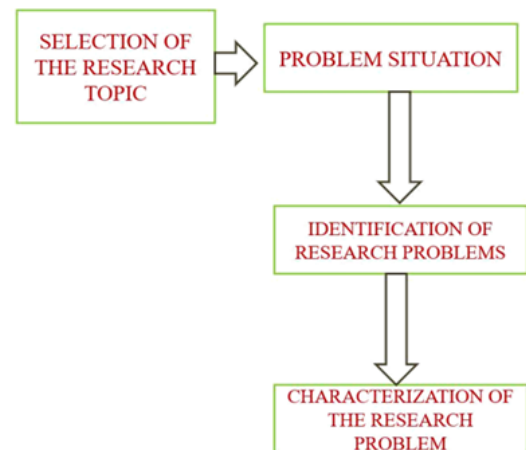 SELECTION OF
THE RESEARCH
TOPIC
PROBLEM SITUATION
IDENTIFICATION OF
RESEARCH PROBLEMS
CHARACTERIZATION OF
THE RESEARCH
PROBLEM